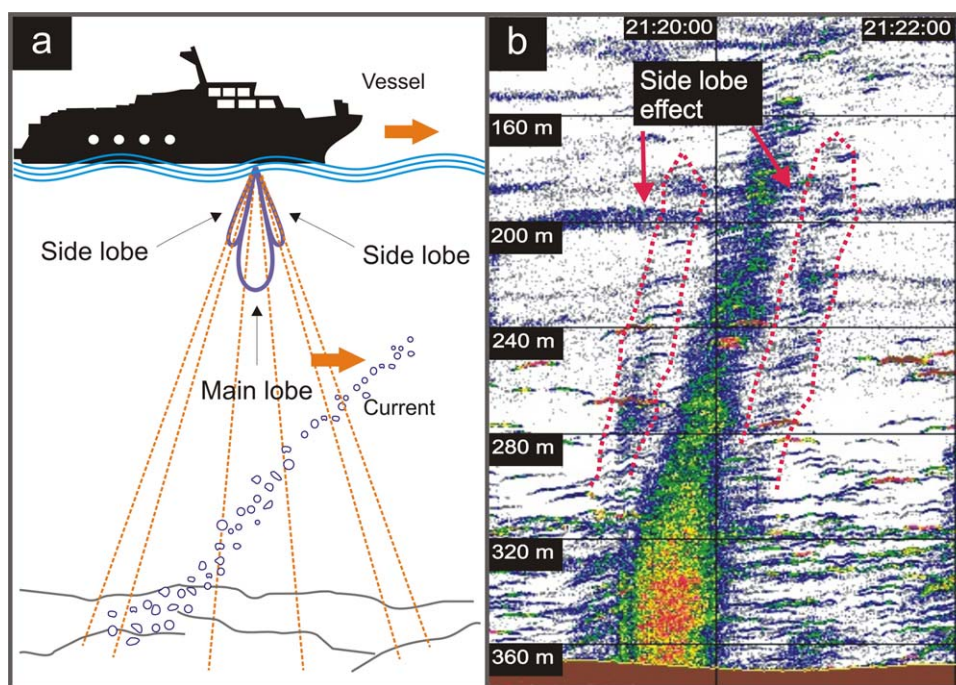 a
Vessel
Side lobe
Side lobe
Main lobe
Current
b
21:20:00
21:22:00
Side lobe
effect
160 m
200 m
240 m
280 m
320 m
360 m